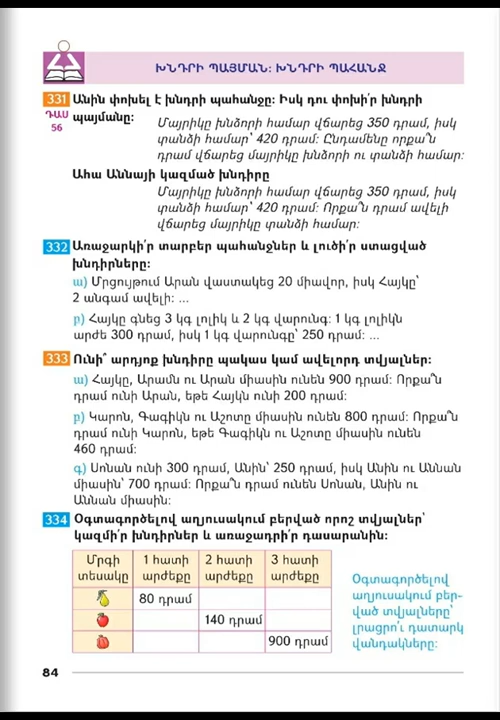 ԽՆԴՐԻ ՊԱՅՄԱՆ: ԽՆԴՐԻ ՊԱՀԱՆՋ
331 Անին փոխել է խնդրի պահանջը: Իսկ դու փոխի՛ր խնդրի
ԴԱՍ 56
պայմանը:
Մայրիկը խնձորի համար վճարեց 350 դրամ, իսկ
տանձի համար՝ 420 դրամ: Ընդամենը որքա՞ն
դրամ վճարեց մայրիկը խնձորի ու տանձի համար:
Ահա Աննայի կազմած խնդիրը
Մայրիկը խնձորի համար վճարեց 350 դրամ, իսկ
տանձի համար՝ 420 դրամ: Որքա՞ն դրամ ավելի
վճարեց մայրիկը տանձի համար:
332 Առաջարկի՛ր տարբեր պահանջներ և լուծի՛ր ստացված
խնդիրները:
ա) Մրցույթում Արան վաստակեց 20 միավոր, իսկ Հայկը՝
2 անգամ ավելի: ...
բ) Հայկը գնեց 3 կգ լոլիկ և 2 կգ վարունգ: 1 կգ լոլիկն
արժե 300 դրամ, իսկ 1 կգ վարունգը՝ 250 դրամ: ...
333 Ունի՞ արդյոք խնդիրը պակաս կամ ավելորդ տվյալներ:
ա) Հայկը, Արամն ու Արան միասին ունեն 900 դրամ: Որքա՞ն
դրամ ունի Արան, եթե Հայկն ունի 200 դրամ:
բ) Կարոն, Գագիկն ու Աշոտը միասին ունեն 800 դրամ: Որքա՞ն
դրամ ունի Կարոն, եթե Գագիկն ու Աշոտը միասին ունեն
460 դրամ:
գ) Սոնան ունի 300 դրամ, Անին՝ 250 դրամ, իսկ Անին ու Աննան
միասին՝ 700 դրամ: Որքա՞ն դրամ ունեն Սոնան, Անին ու
Աննան միասին:
334 Օգտագործելով աղյուսակում բերված որոշ տվյալներ՝
կազմի՛ր խնդիրներ և առաջադրի՛ր դասարանին:
Մրգի տեսակը
1 հատի արժեքը
2 հատի արժեքը
3 հատի արժեքը
80 դրամ
140 դրամ
900 դրամ
Օգտագործելով
աղյուսակում բեր-
ված տվյալները՝
լրացրո՛ւ դատարկ
վանդակները:
84